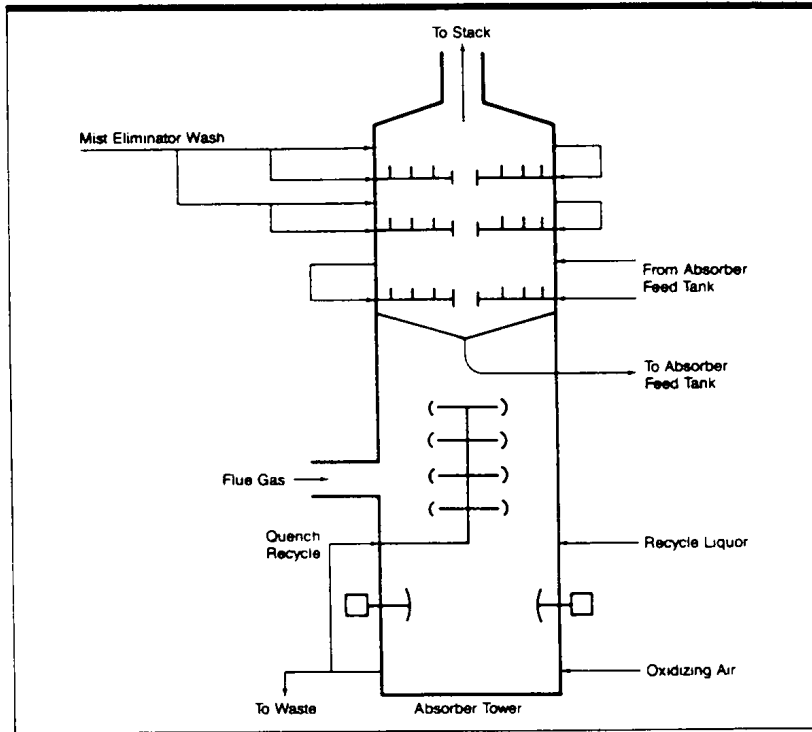 To Stack
Mist Eliminator Wash
From Absorber
Feed Tank
To Absorber
Feed Tank
Flue Gas
Quench
Recycle
Recycle Liquor
Oxidizing Air
To Waste
Absorber Tower